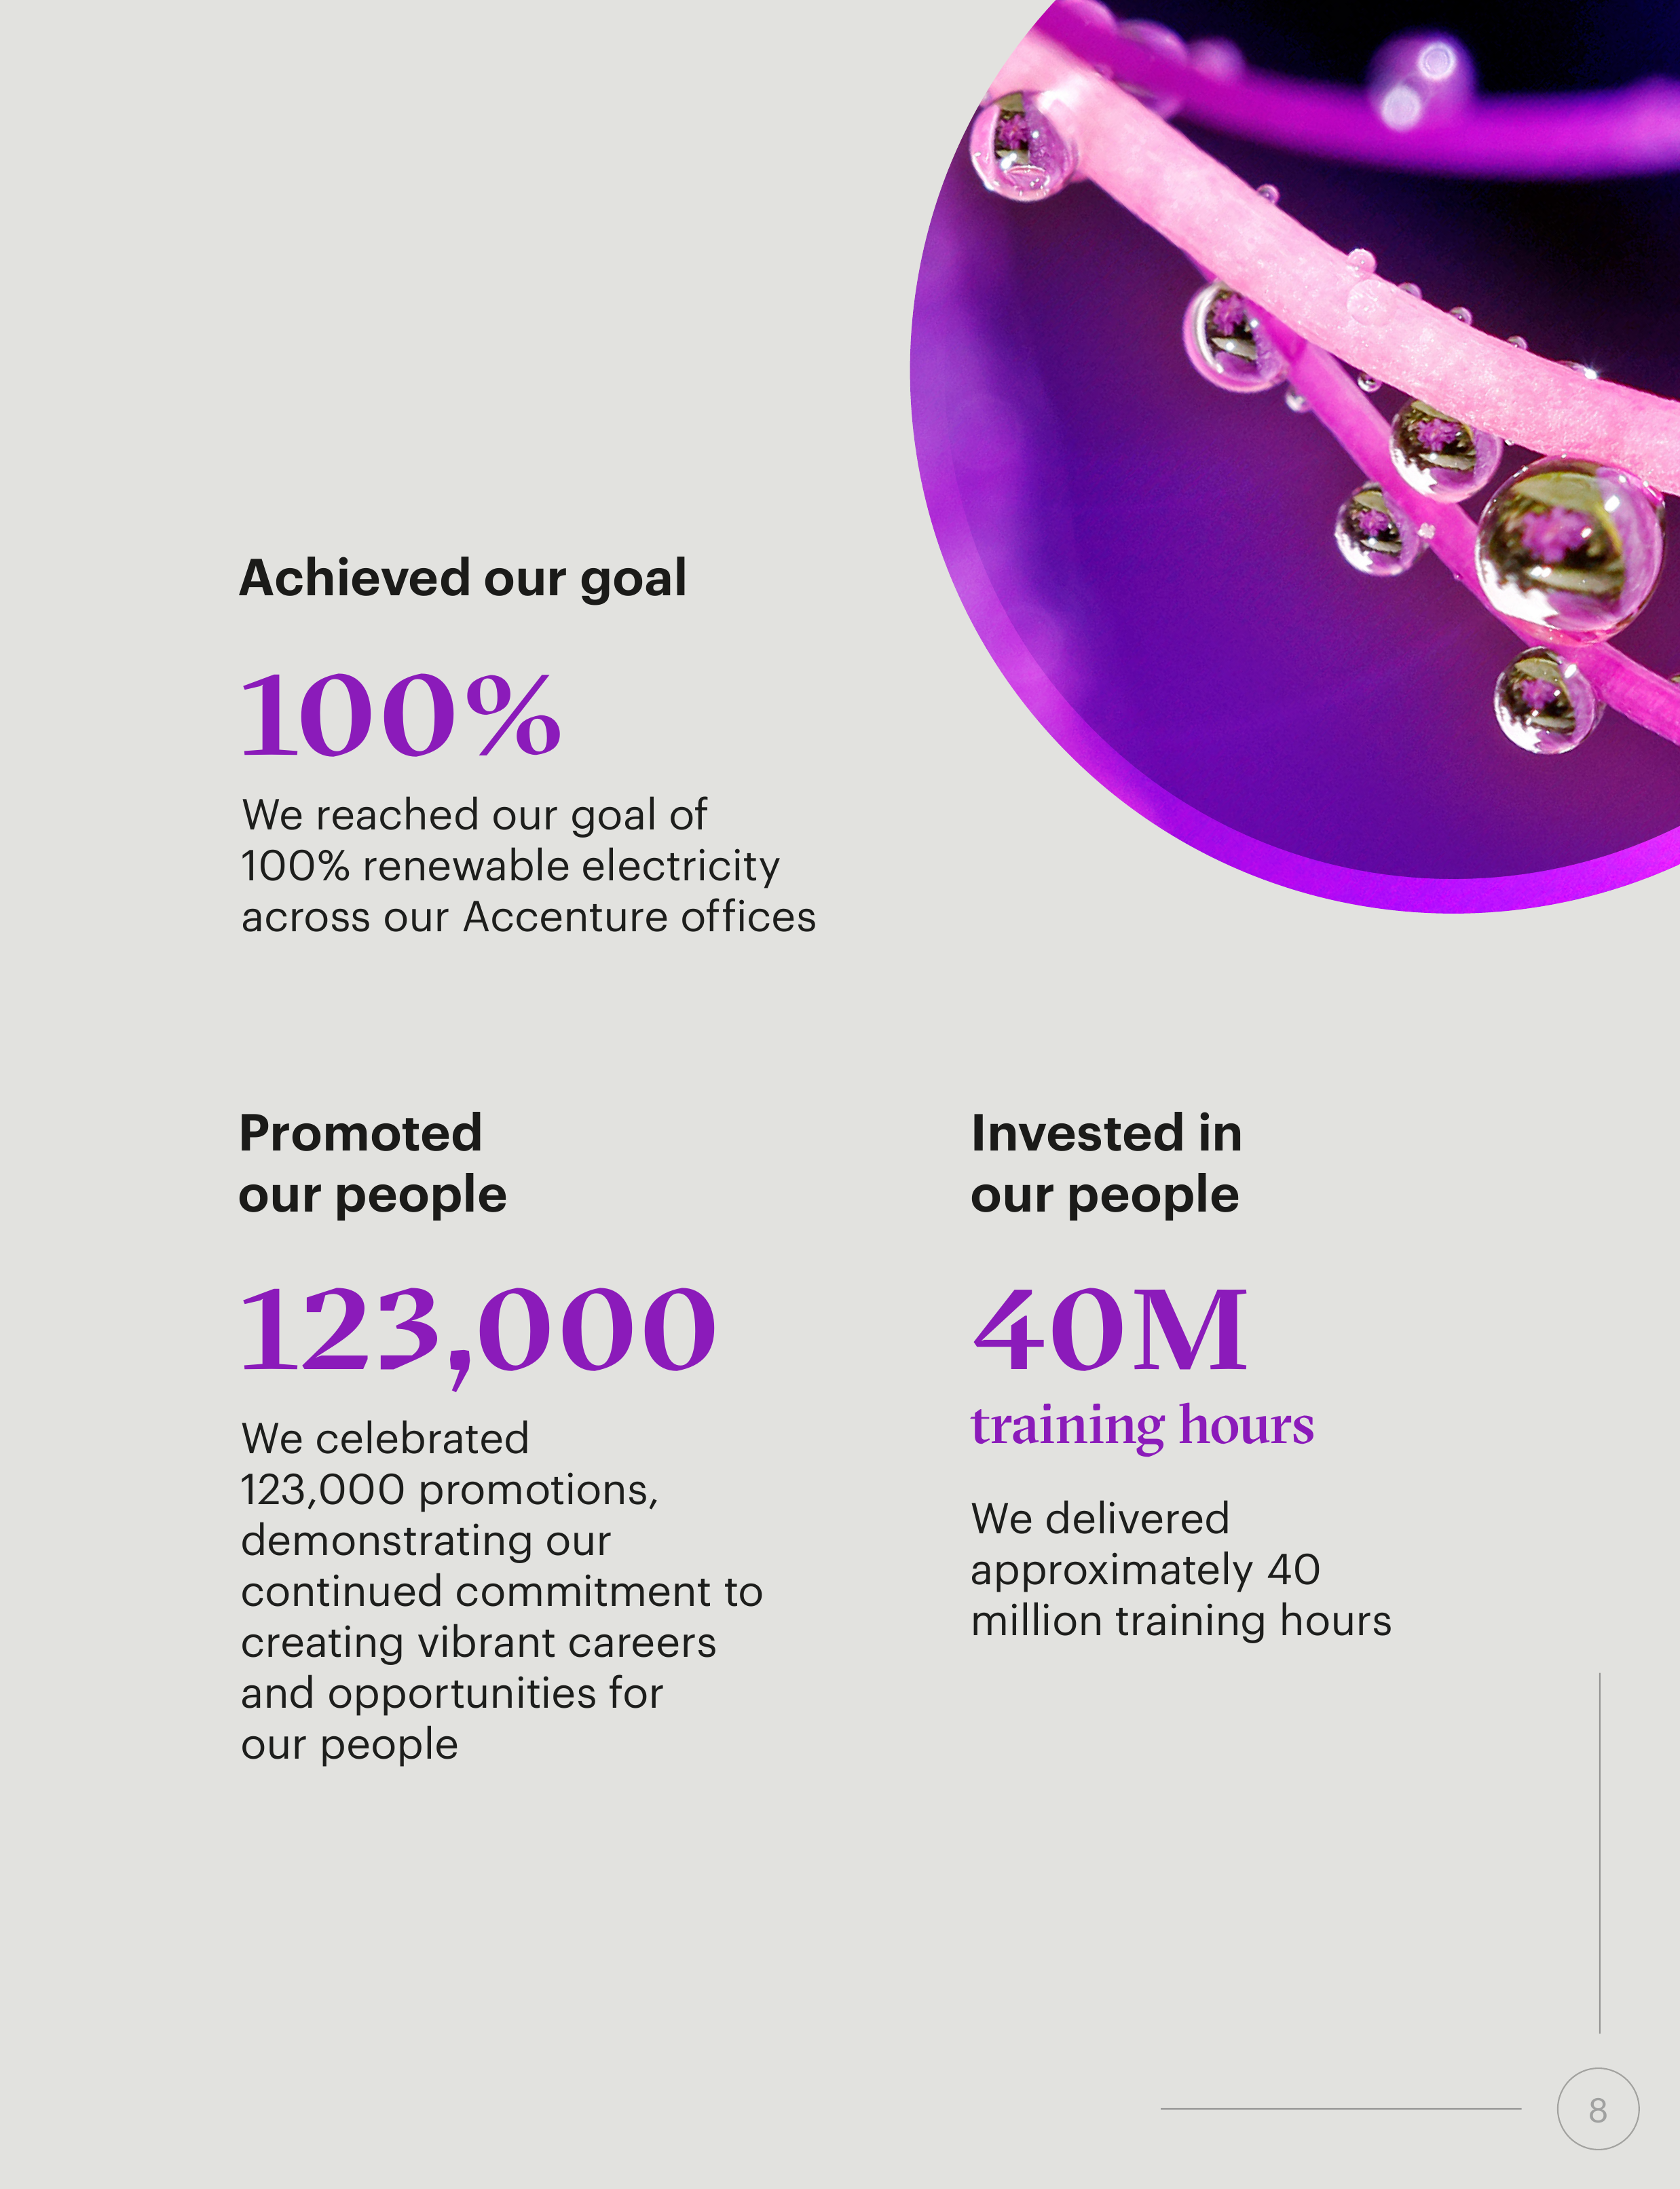 Achieved our goal
100%
We reached our goal of
100% renewable electricity
across our Accenture offices
Promoted
our people
123,000
We celebrated
123,000 promotions,
demonstrating our
continued commitment to
creating vibrant careers
and opportunities for
our people
Invested in
our people
40M
training hours
We delivered
approximately 40
million training hours
8